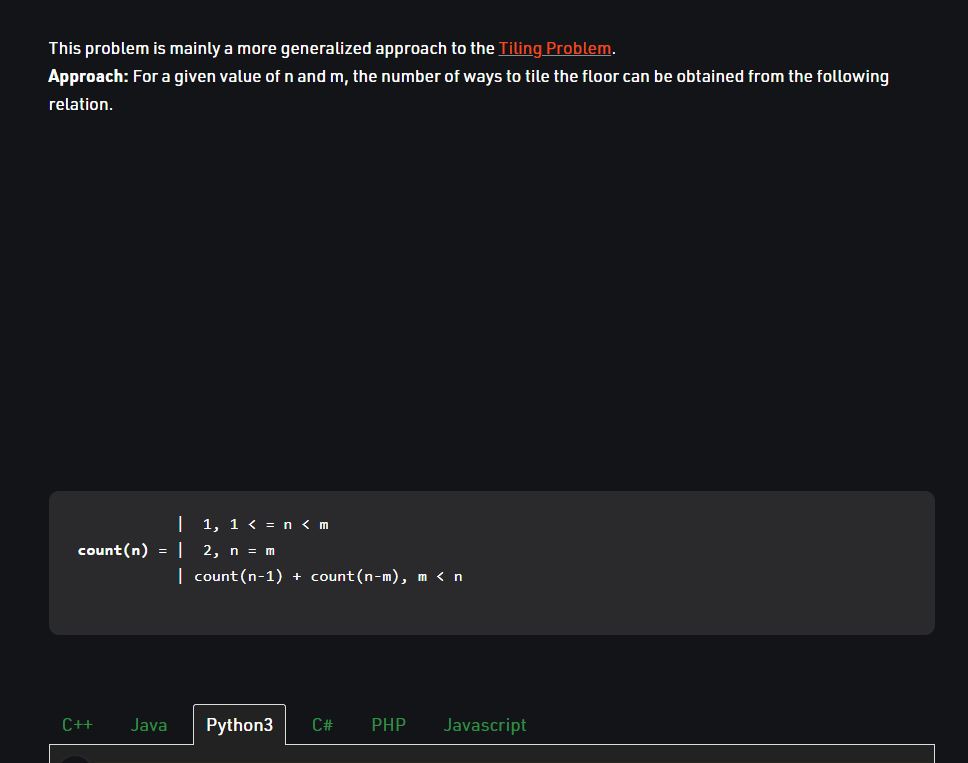 This problem is mainly a more generalized approach to the Tiling Problem.
Approach: For a given value of n and m, the number of ways to tile the floor can be obtained from the following
relation.
| 1, 1 < = n < m
count(n) = | 2, n = m
| count(n-1) + count(n-m), m < n
C++ Java Python3 C# PHP Javascript